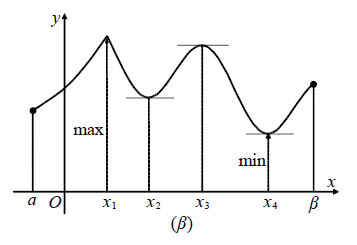 y
max
min
x
a O x₁ x₂ x₃ x₄ β
(β)